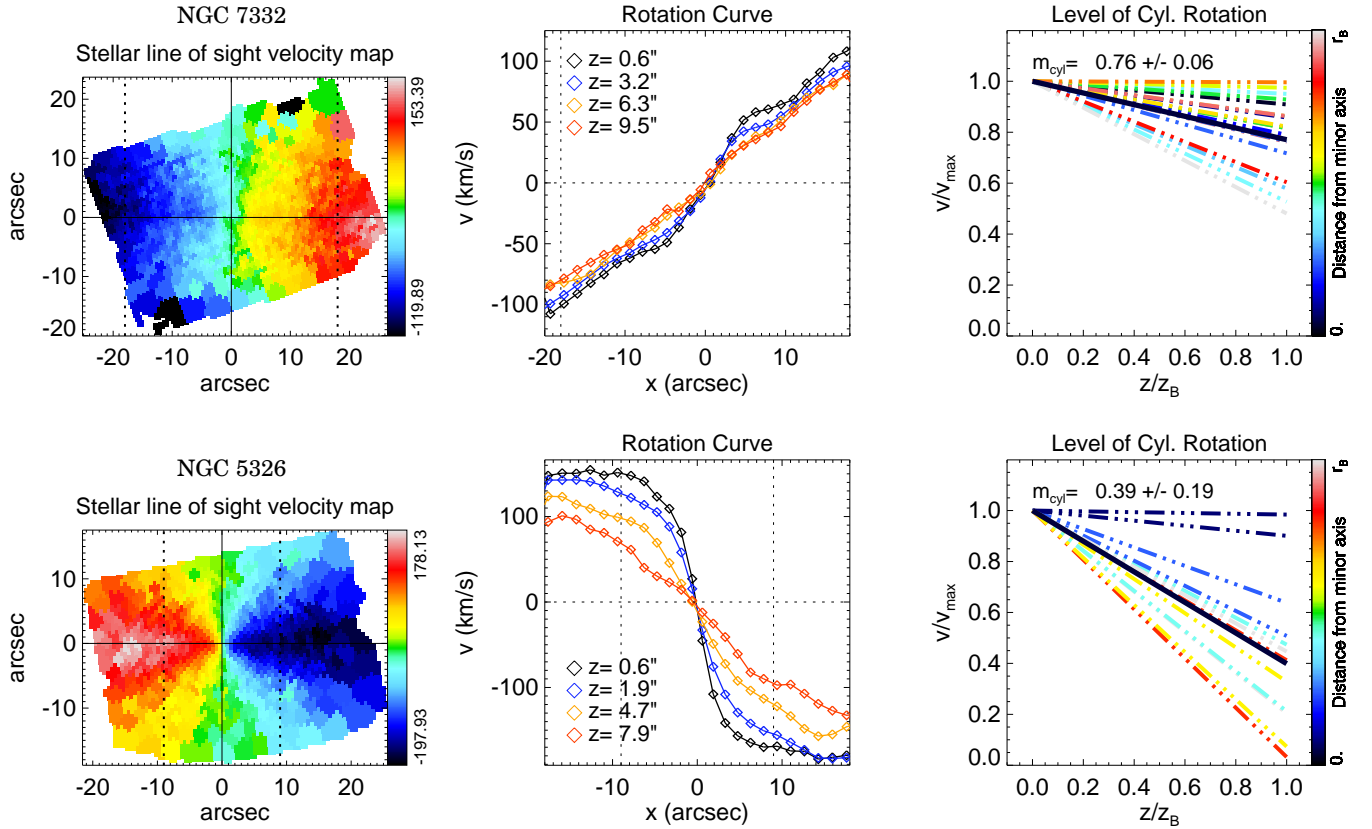 NGC 7332
Stellar line of sight velocity map
20
10
0
-10
-20
arcsec
-20
-10
0
10
20
arcsec
153.39
-119.89
Rotation Curve
100
50
0
-50
-100
v (km/s)
z= 0.6"
z= 3.2"
z= 6.3"
z= 9.5"
-20
-10
0
10
x (arcsec)
Level of Cyl. Rotation
m_cyl= 0.76 +/- 0.06
1.0
0.8
0.6
0.4
0.2
0.0
v/v_max
0.0
0.2
0.4
0.6
0.8
1.0
z/z_B
0.
Distance from minor axis
r_B
NGC 5326
Stellar line of sight velocity map
10
0
-10
arcsec
-20
-10
0
10
20
arcsec
178.13
-197.93
Rotation Curve
100
0
-100
v (km/s)
z= 0.6"
z= 1.9"
z= 4.7"
z= 7.9"
-10
0
10
x (arcsec)
Level of Cyl. Rotation
m_cyl= 0.39 +/- 0.19
1.0
0.8
0.6
0.4
0.2
0.0
v/v_max
0.0
0.2
0.4
0.6
0.8
1.0
z/z_B
0.
Distance from minor axis
r_B